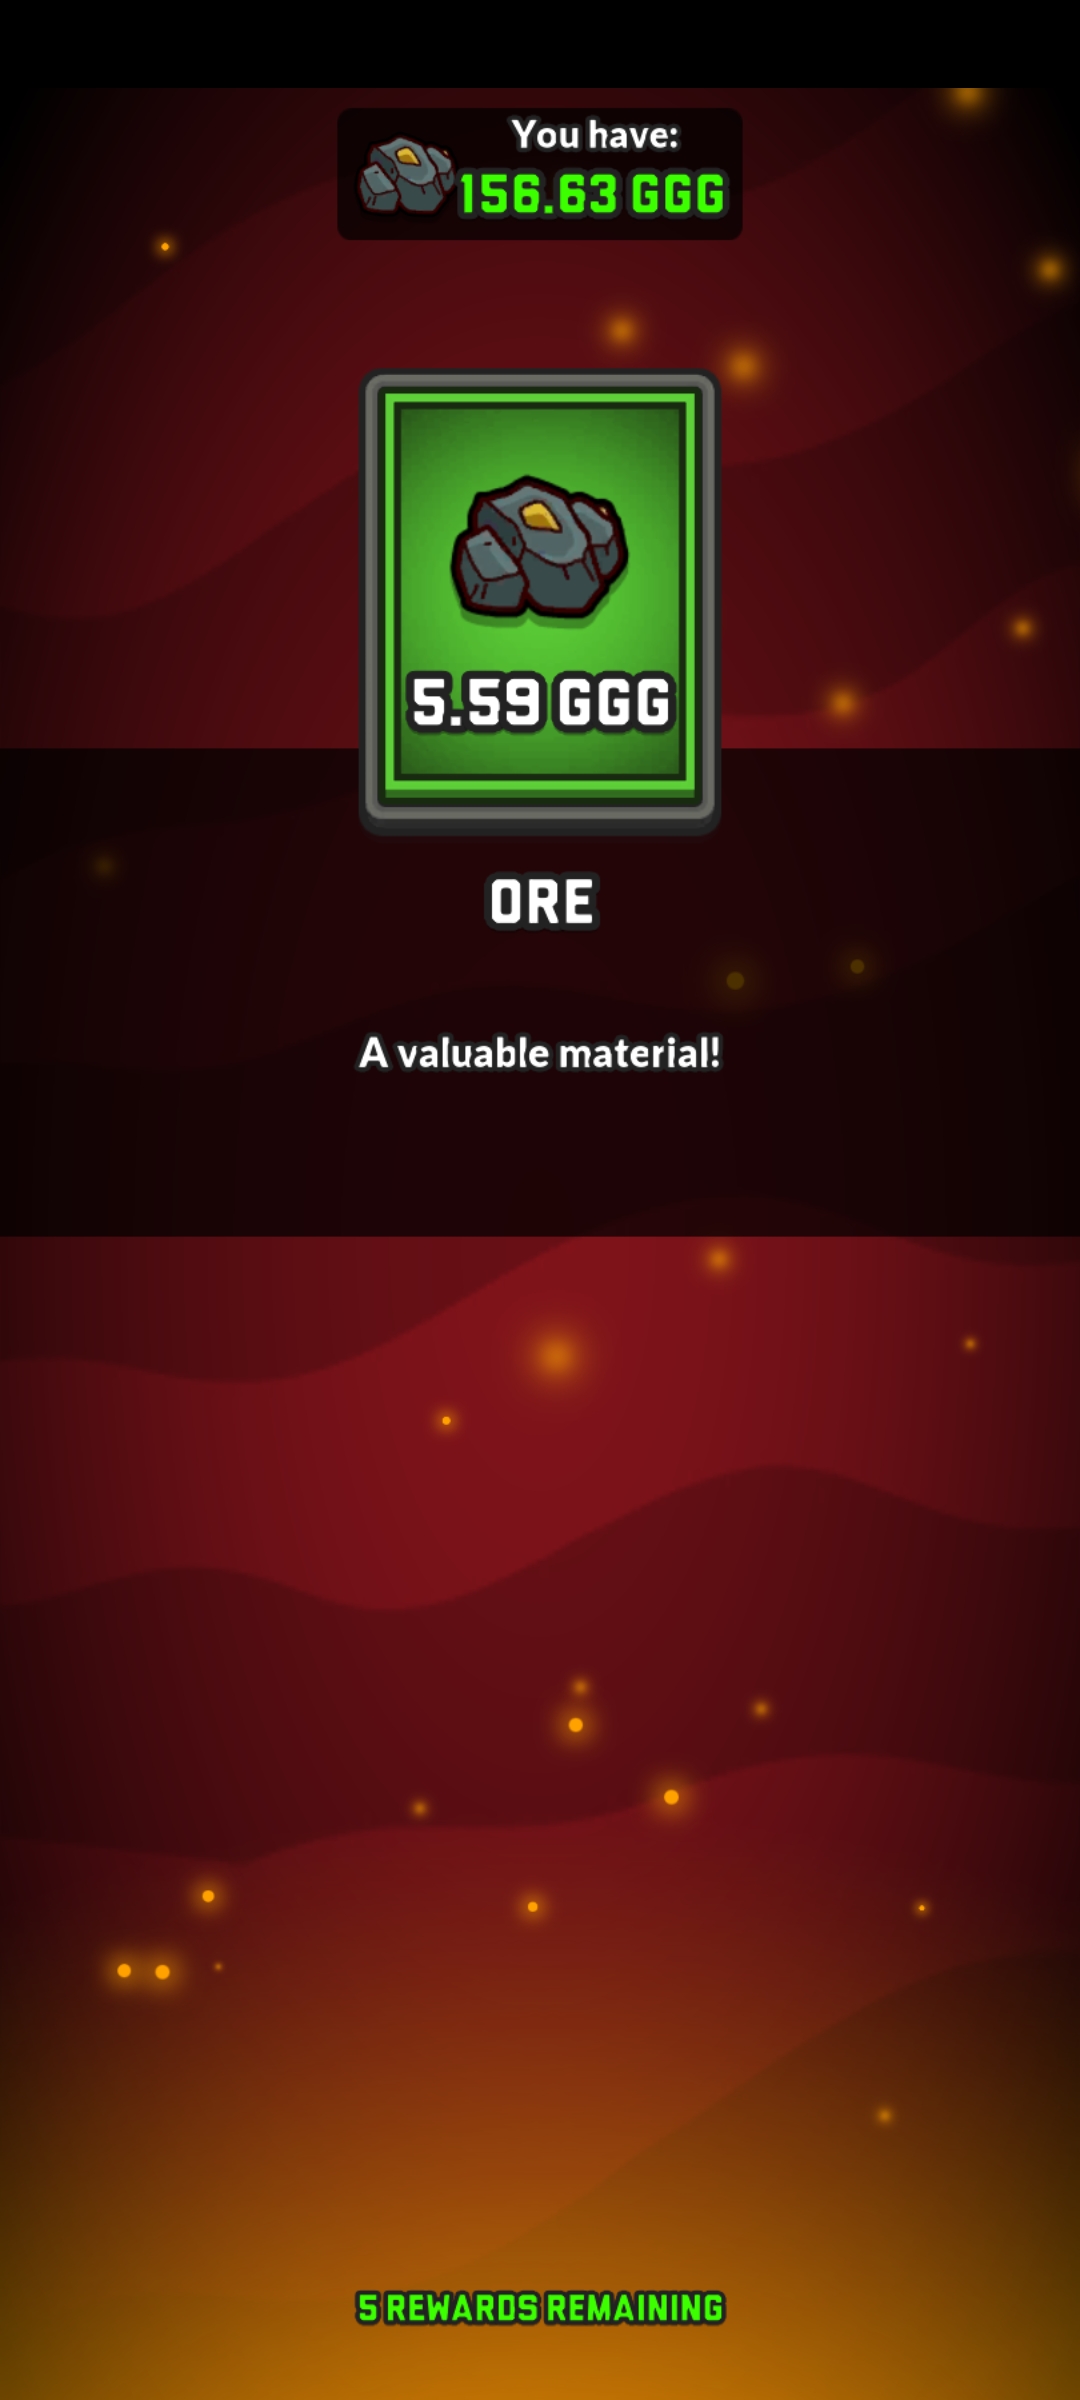 You have:
156.63 GGG
5.59 GGG
ORE
A valuable material!
5 REWARDS REMAINING